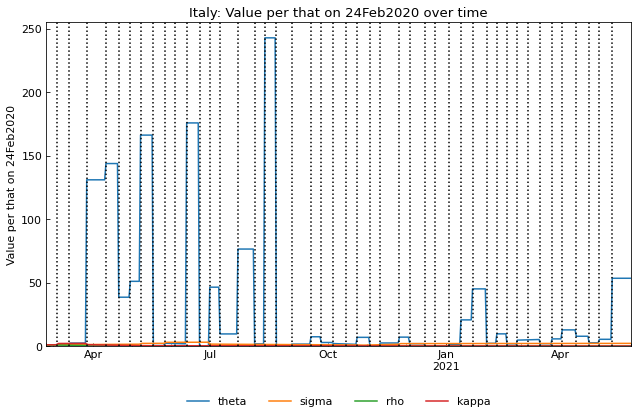 Italy: Value per that on 24Feb2020 over time
Value per that on 24Feb2020
250
200
150
100
50
0
Apr Jul Oct Jan Apr
2021
theta sigma rho kappa